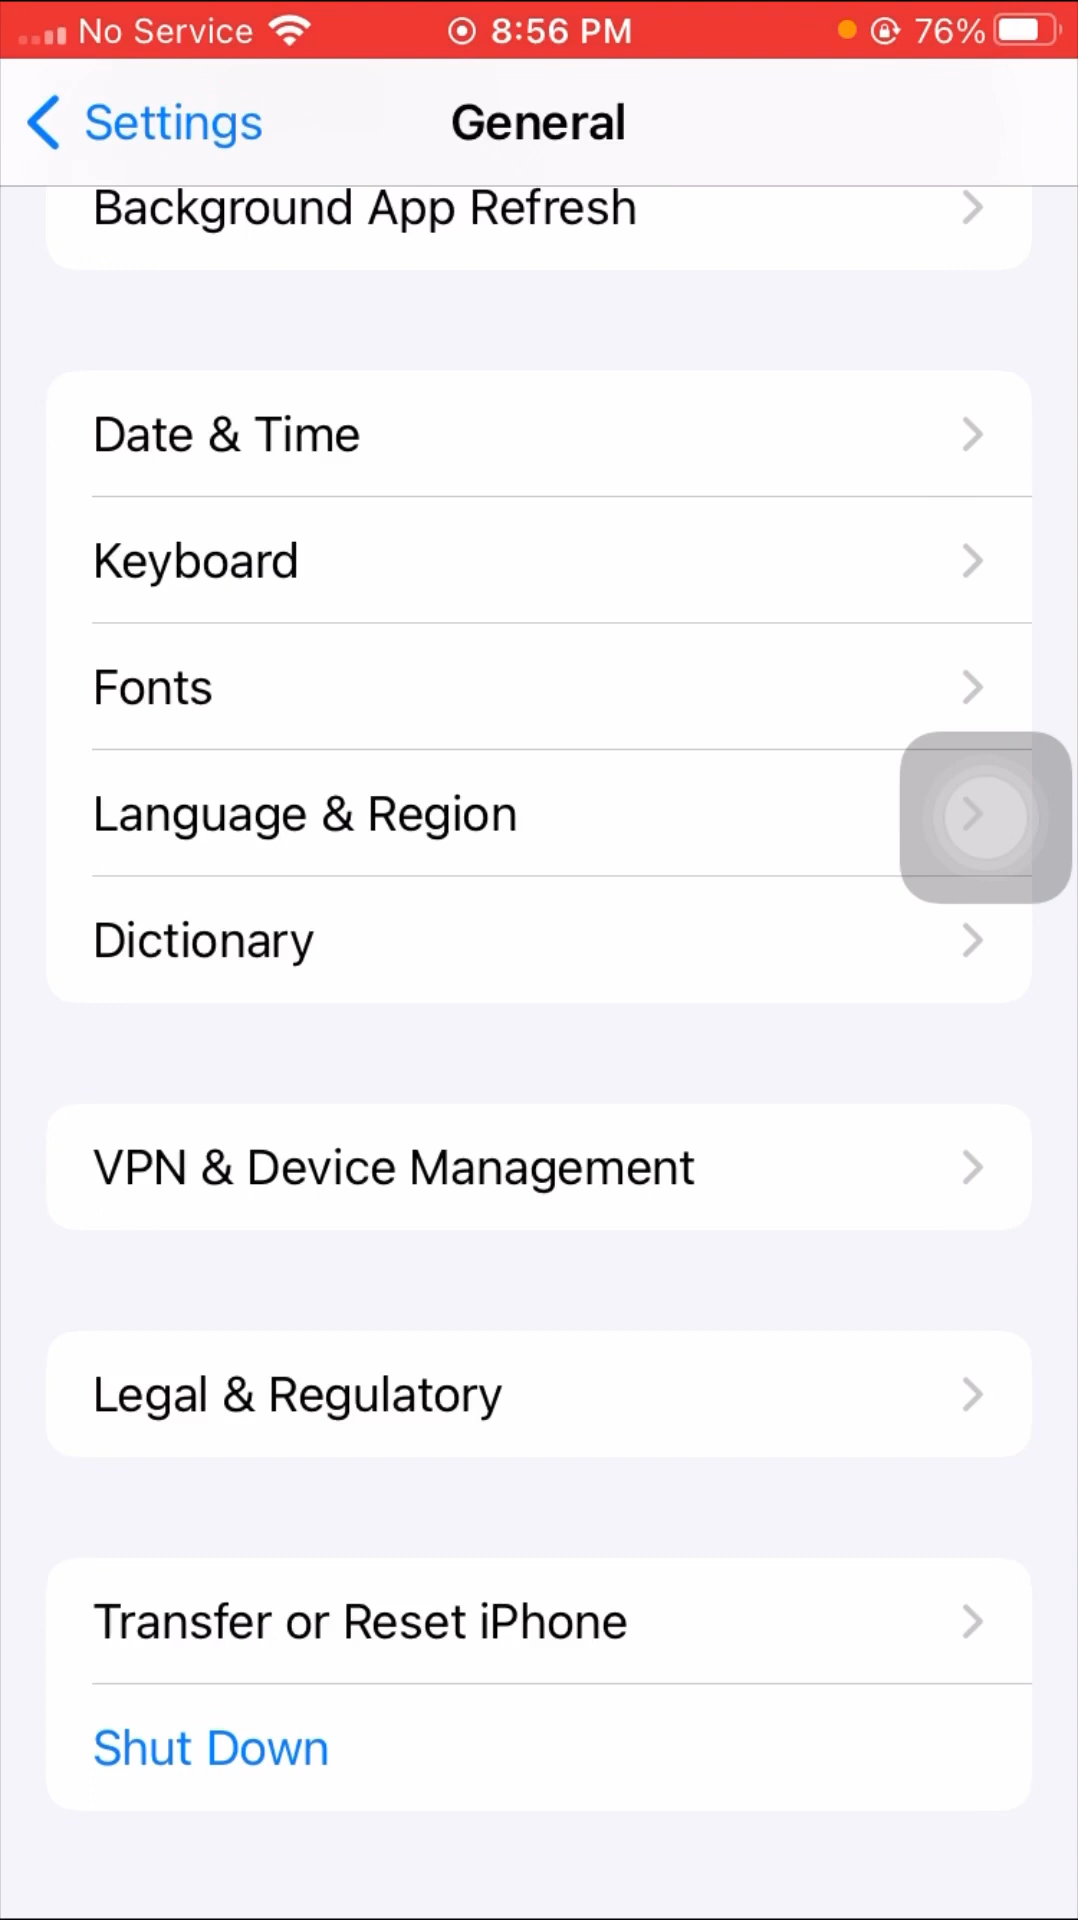 No Service 8:56 PM 76%
Settings General
Background App Refresh
Date & Time
Keyboard
Fonts
Language & Region
Dictionary
VPN & Device Management
Legal & Regulatory
Transfer or Reset iPhone
Shut Down